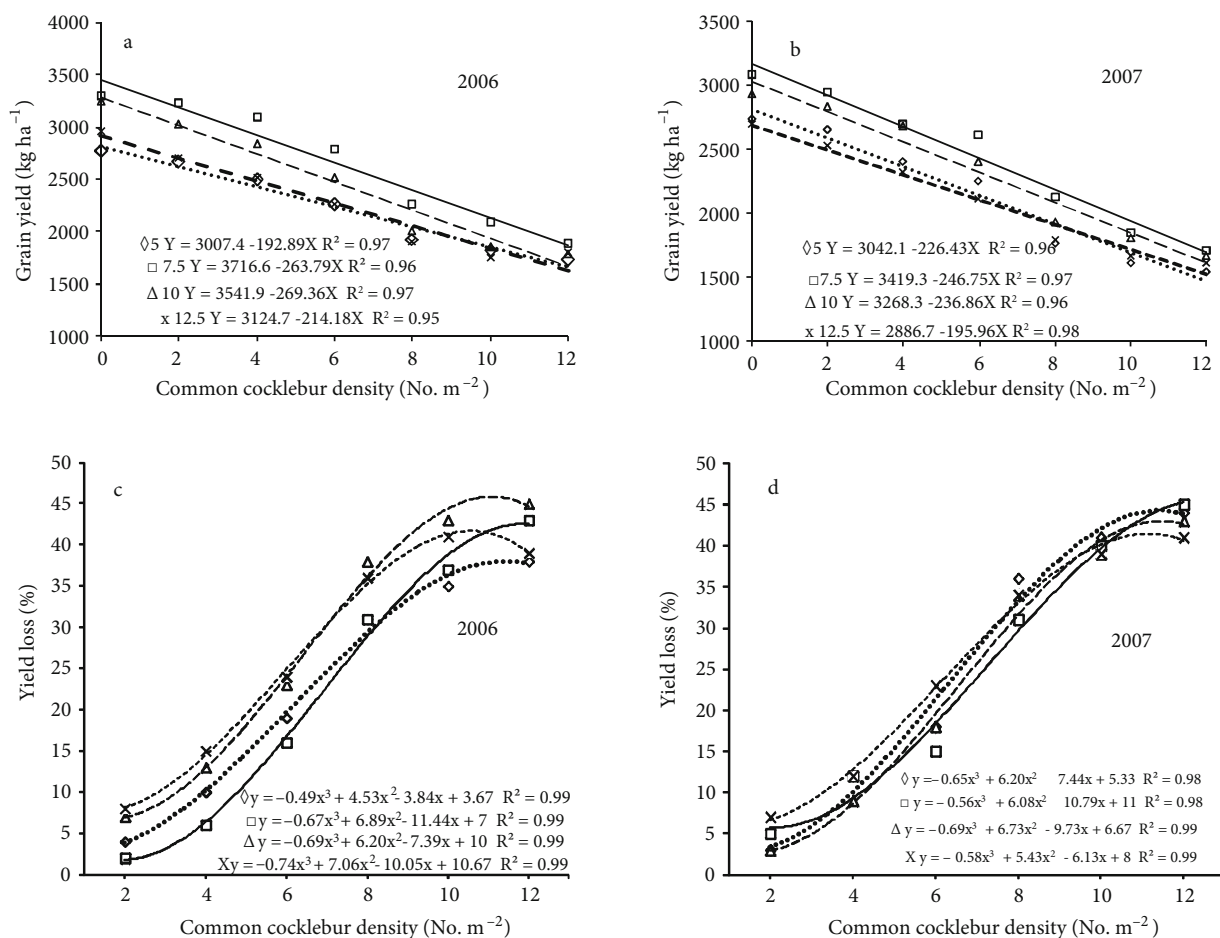 a
2006
Grain yield (kg ha⁻¹)
4000
3500
3000
2500
2000
1500
1000
◊5 Y = 3007.4 -192.89X R² = 0.97
□ 7.5 Y = 3716.6 -263.79X R² = 0.96
Δ 10 Y = 3541.9 -269.36X R² = 0.97
x 12.5 Y = 3124.7 -214.18X R² = 0.95
0 2 4 6 8 10 12
Common cocklebur density (No. m⁻²)
b
2007
Grain yield (kg ha⁻¹)
3500
3000
2500
2000
1500
1000
◊5 Y = 3042.1 -226.43X R² = 0.96
□7.5 Y = 3419.3 -246.75X R² = 0.97
Δ 10 Y = 3268.3 -236.86X R² = 0.96
x 12.5 Y = 2886.7 -195.96X R² = 0.98
0 2 4 6 8 10 12
Common cocklebur density (No. m⁻²)
c
2006
Yield loss (%)
50
45
40
35
30
25
20
15
10
5
0
◊y = -0.49x³ + 4.53x² - 3.84x + 3.67 R² = 0.99
□ y = -0.67x³ + 6.89x² - 11.44x + 7 R² = 0.99
Δ y = -0.69x³ + 6.20x² - 7.39x + 10 R² = 0.99
Xy = -0.74x³ + 7.06x² - 10.05x + 10.67 R² = 0.99
2 4 6 8 10 12
Common cocklebur density (No. m⁻²)
d
2007
Yield loss (%)
50
45
40
35
30
25
20
15
10
5
0
◊ y = -0.65x³ + 6.20x² 7.44x + 5.33 R² = 0.98
□ y = -0.56x³ + 6.08x² 10.79x + 11 R² = 0.98
Δ y = -0.69x³ + 6.73x² - 9.73x + 6.67 R² = 0.99
X y = - 0.58x³ + 5.43x² - 6.13x + 8 R² = 0.99
2 4 6 8 10 12
Common cocklebur density (No. m⁻²)